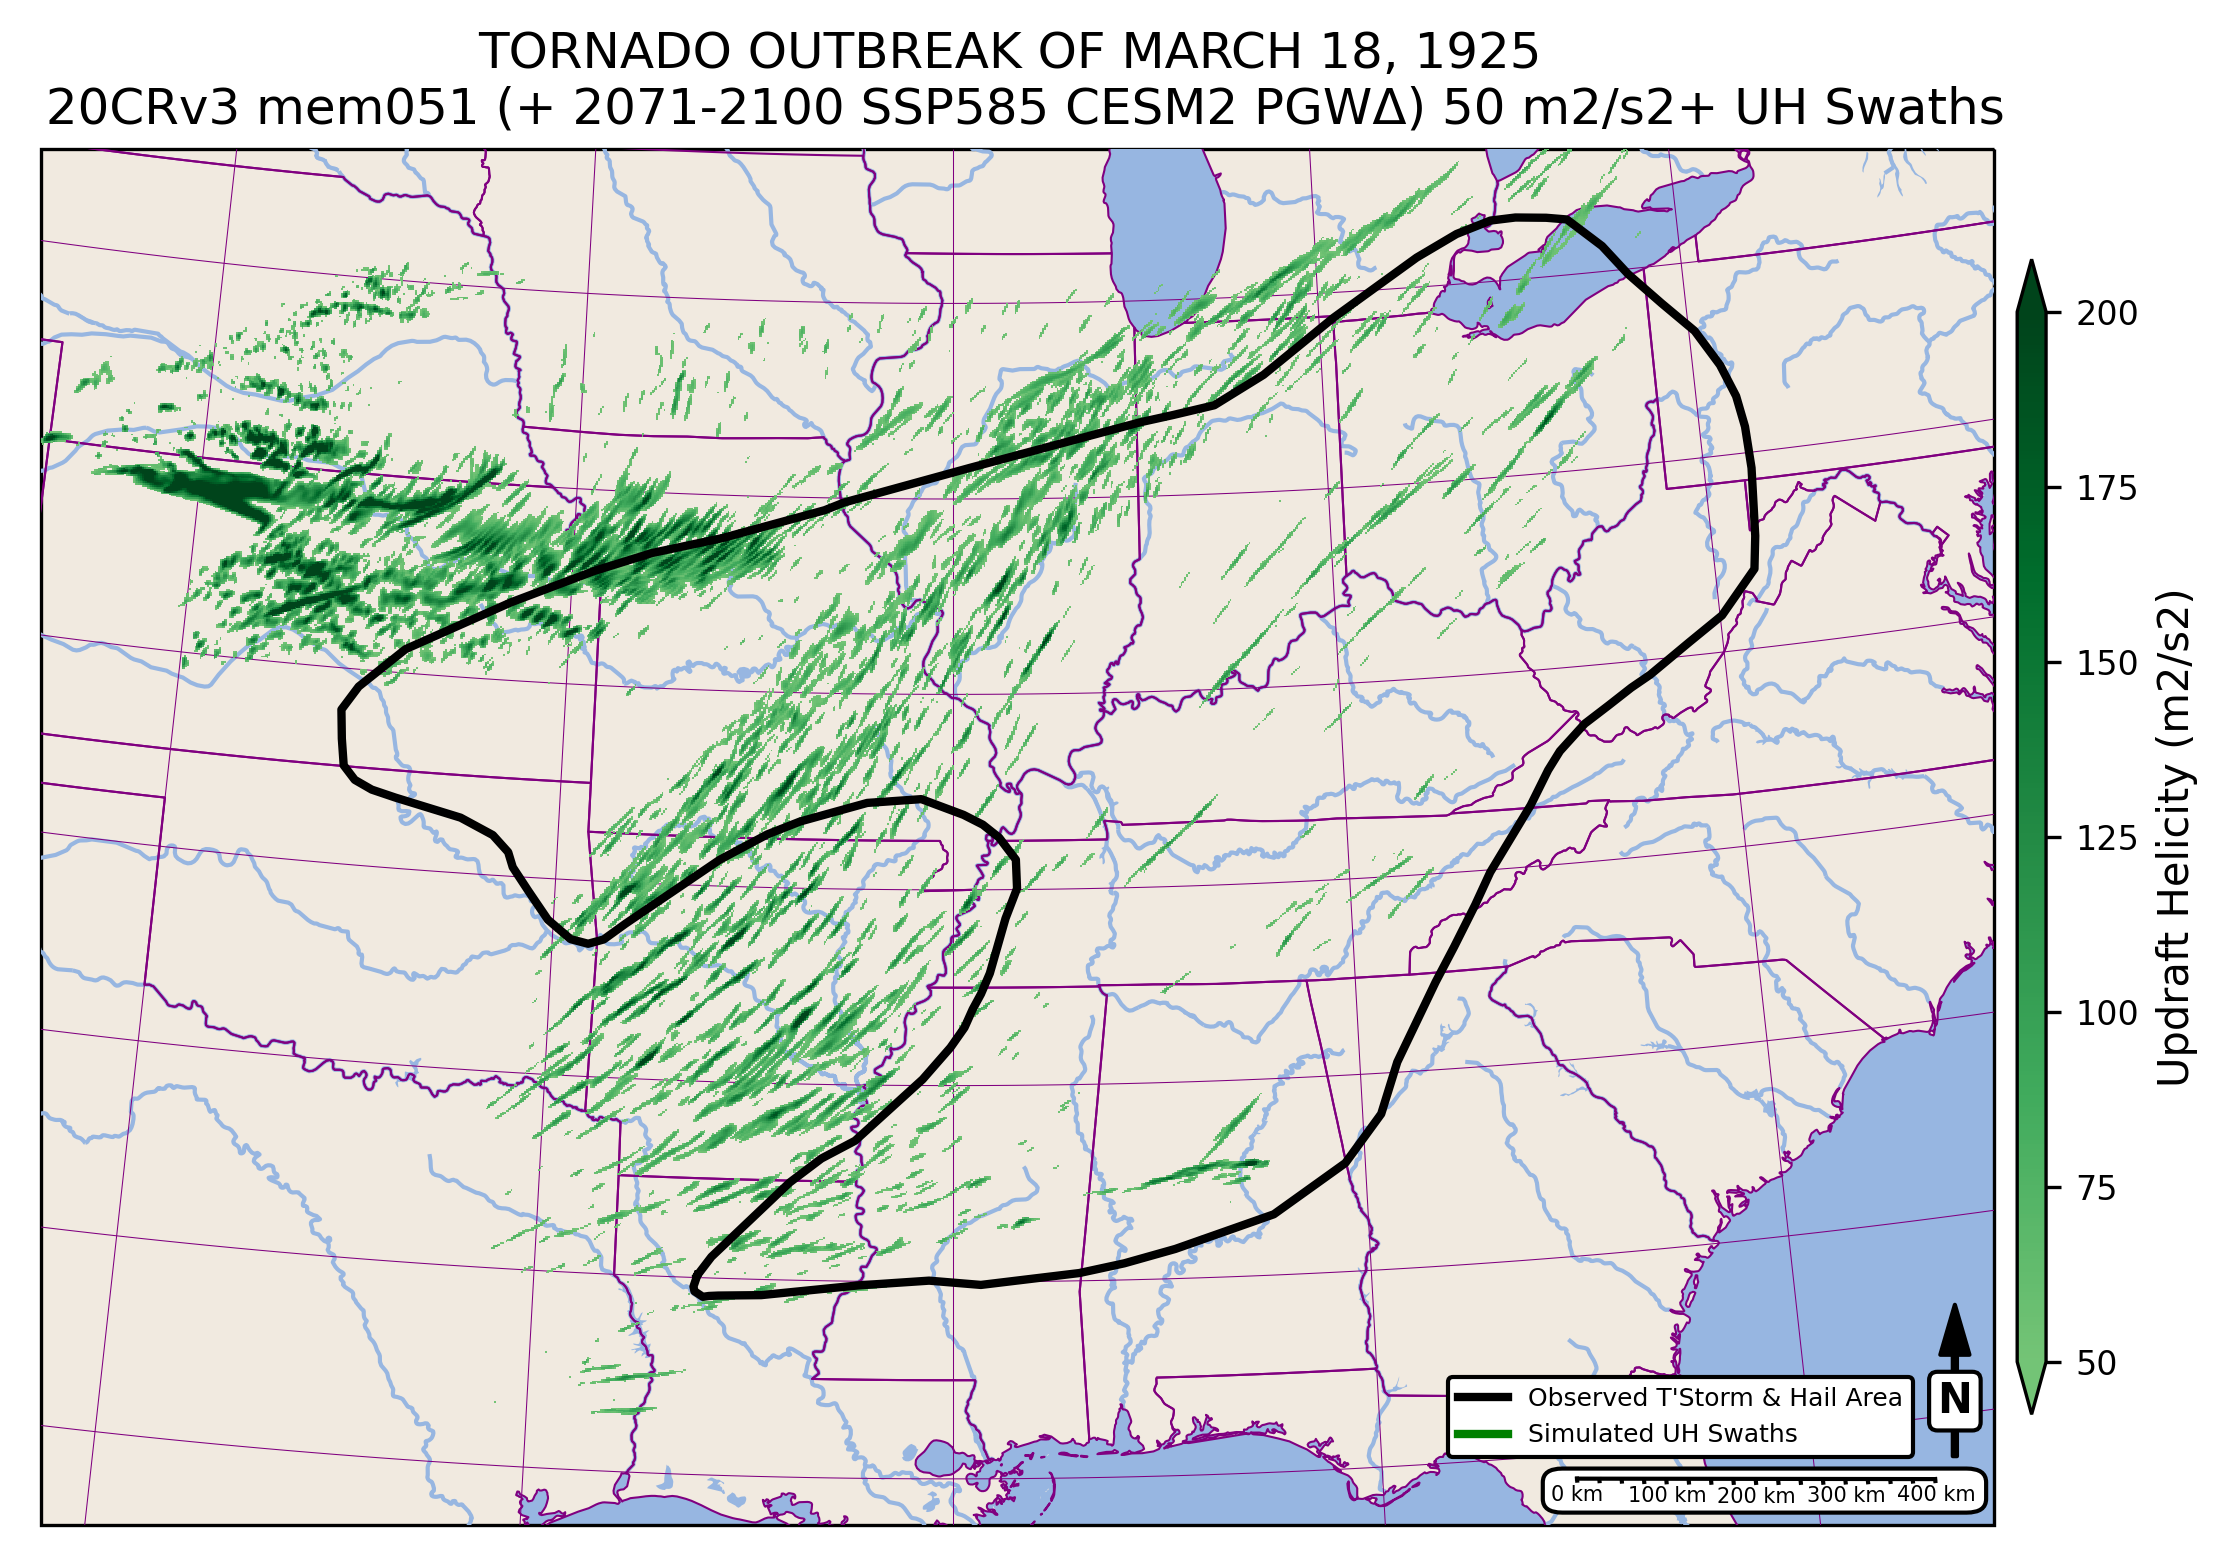 TORNADO OUTBREAK OF MARCH 18, 1925
20CRv3 mem051 (+ 2071-2100 SSP585 CESM2 PGWΔ) 50 m2/s2+ UH Swaths
200
175
150
125
100
75
50
Updraft Helicity (m2/s2)
Observed T'Storm & Hail Area
Simulated UH Swaths
N
0 km 100 km 200 km 300 km 400 km